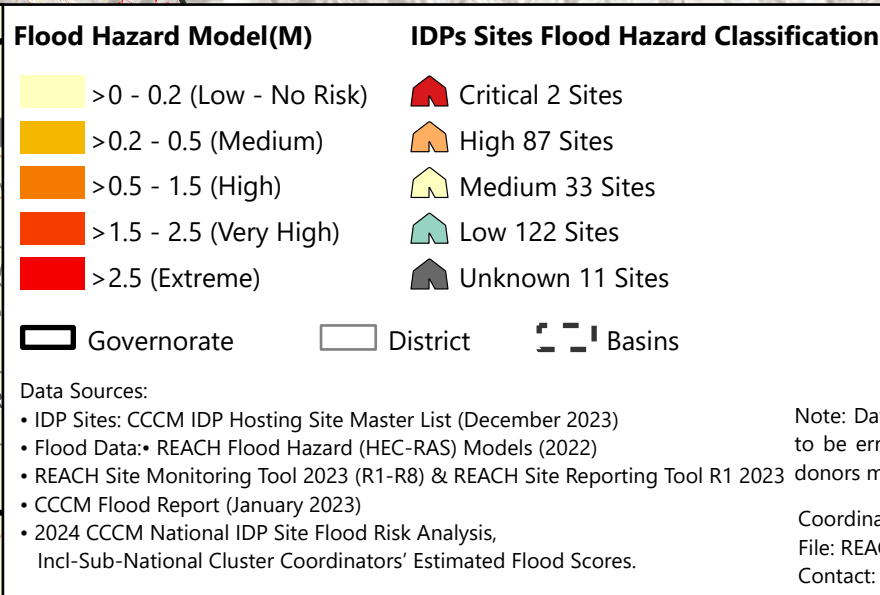 Flood Hazard Model(M)
>0 - 0.2 (Low - No Risk)
>0.2 - 0.5 (Medium)
>0.5 - 1.5 (High)
>1.5 - 2.5 (Very High)
>2.5 (Extreme)
IDPs Sites Flood Hazard Classification
Critical 2 Sites
High 87 Sites
Medium 33 Sites
Low 122 Sites
Unknown 11 Sites
Governorate
District
Basins
Data Sources:
• IDP Sites: CCCM IDP Hosting Site Master List (December 2023)
• Flood Data:• REACH Flood Hazard (HEC-RAS) Models (2022)
• REACH Site Monitoring Tool 2023 (R1-R8) & REACH Site Reporting Tool R1 2023
• CCCM Flood Report (January 2023)
• 2024 CCCM National IDP Site Flood Risk Analysis,
Incl-Sub-National Cluster Coordinators' Estimated Flood Scores.
Note:
to be
donors
File:
Contact: